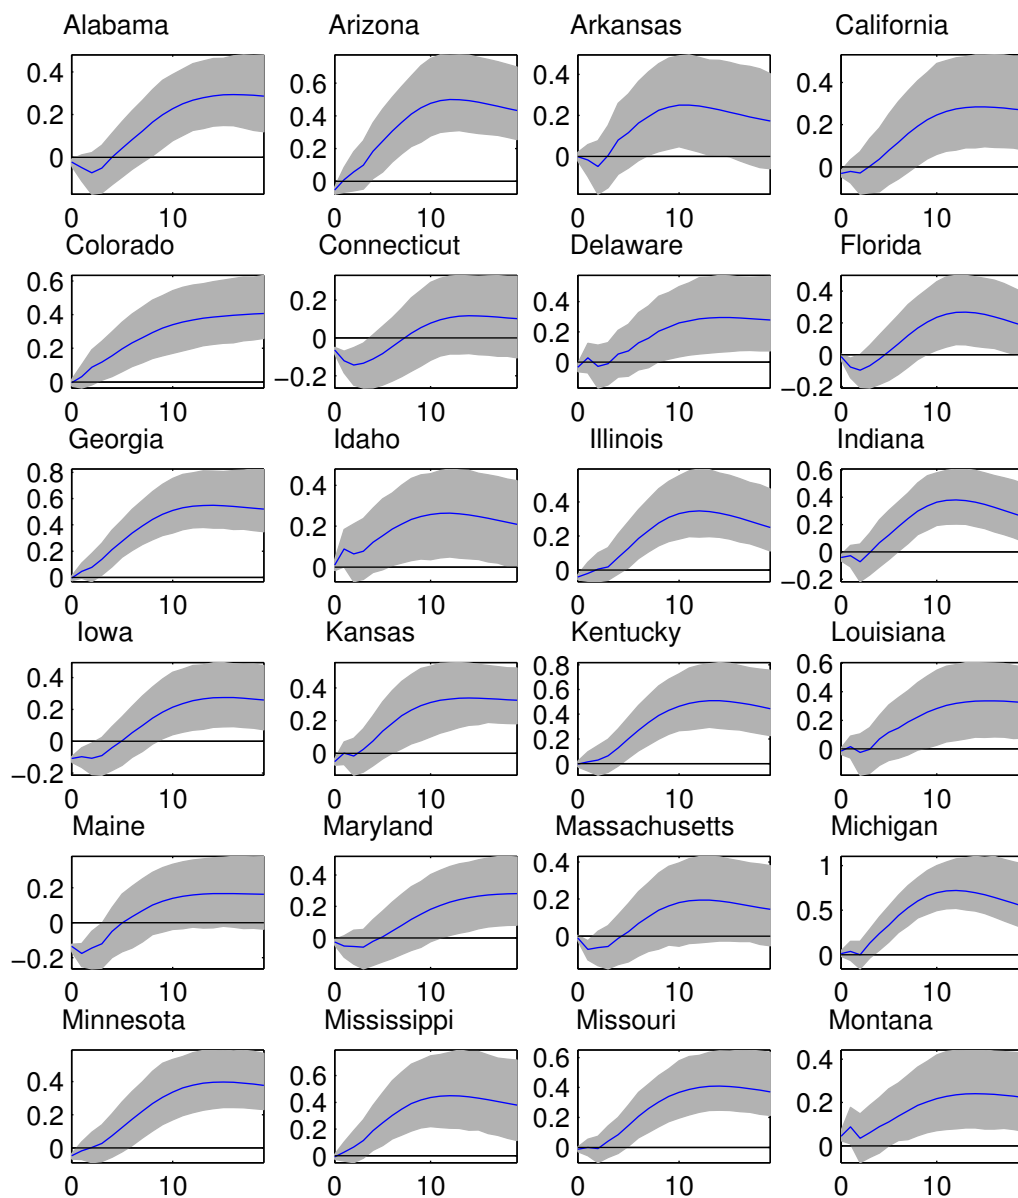 Alabama Arizona Arkansas California
0.4 0.2 0 0.6 0.4 0.2 0 0.4 0.2 0 0.4 0.2 0
0 10 0 10 0 10 0 10
Colorado Connecticut Delaware Florida
0.6 0.4 0.2 0 0.2 0 −0.2 0.4 0.2 0 0.4 0.2 0 −0.2
0 10 0 10 0 10 0 10
Georgia Idaho Illinois Indiana
0.8 0.6 0.4 0.2 0 0.4 0.2 0 0.4 0.2 0 0.6 0.4 0.2 0 −0.2
0 10 0 10 0 10 0 10
Iowa Kansas Kentucky Louisiana
0.4 0.2 0 −0.2 0.4 0.2 0 0.8 0.6 0.4 0.2 0 0.6 0.4 0.2 0
0 10 0 10 0 10 0 10
Maine Maryland Massachusetts Michigan
0.2 0 −0.2 0.4 0.2 0 0.4 0.2 0 1 0.5 0
0 10 0 10 0 10 0 10
Minnesota Mississippi Missouri Montana
0.4 0.2 0 0.6 0.4 0.2 0 0.6 0.4 0.2 0 0.4 0.2 0
0 10 0 10 0 10 0 10